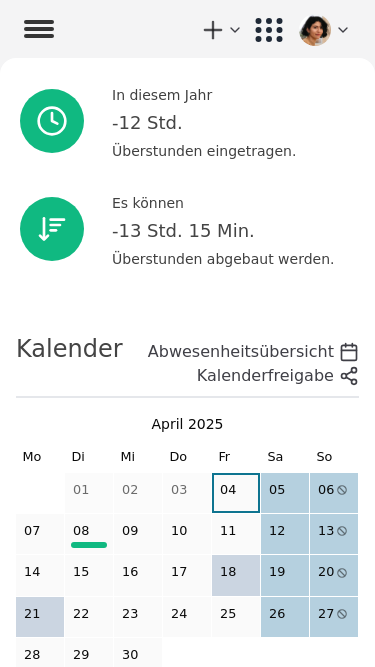 In diesem Jahr
-12 Std.
Überstunden eingetragen.
Es können
-13 Std. 15 Min.
Überstunden abgebaut werden.
Kalender
Abwesenheitsübersicht
Kalenderfreigabe
April 2025
Mo Di Mi Do Fr Sa So
01 02 03 04 05 06
07 08 09 10 11 12 13
14 15 16 17 18 19 20
21 22 23 24 25 26 27
28 29 30